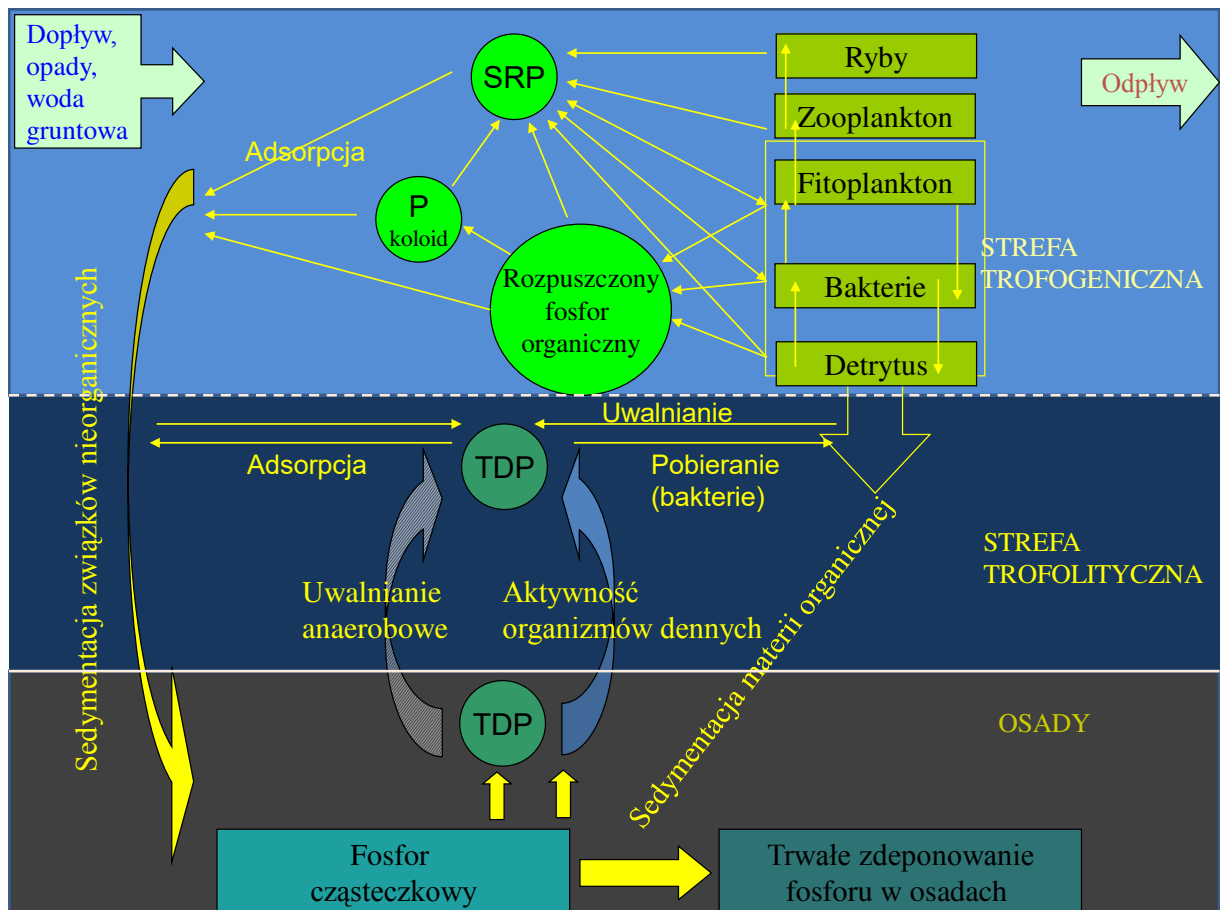 Dopływ,
opady,
woda
gruntowa
SRP
Ryby
Odpływ
Zooplankton
Adsorpcja
Fitoplankton
P
koloid
STREFA
TROFOGENICZNA
Rozpuszczony
fosfor
organiczny
Bakterie
Detrytus
Sedymentacja związków nieorganicznych
Uwalnianie
Adsorpcja
TDP
Pobieranie
(bakterie)
STREFA
TROFOLITYCZNA
Uwalnianie
anaerobowe
Aktywność
organizmów dennych
Sedymentacja materii organicznej
TDP
OSADY
Fosfor
cząsteczkowy
Trwałe zdeponowanie
fosforu w osadach